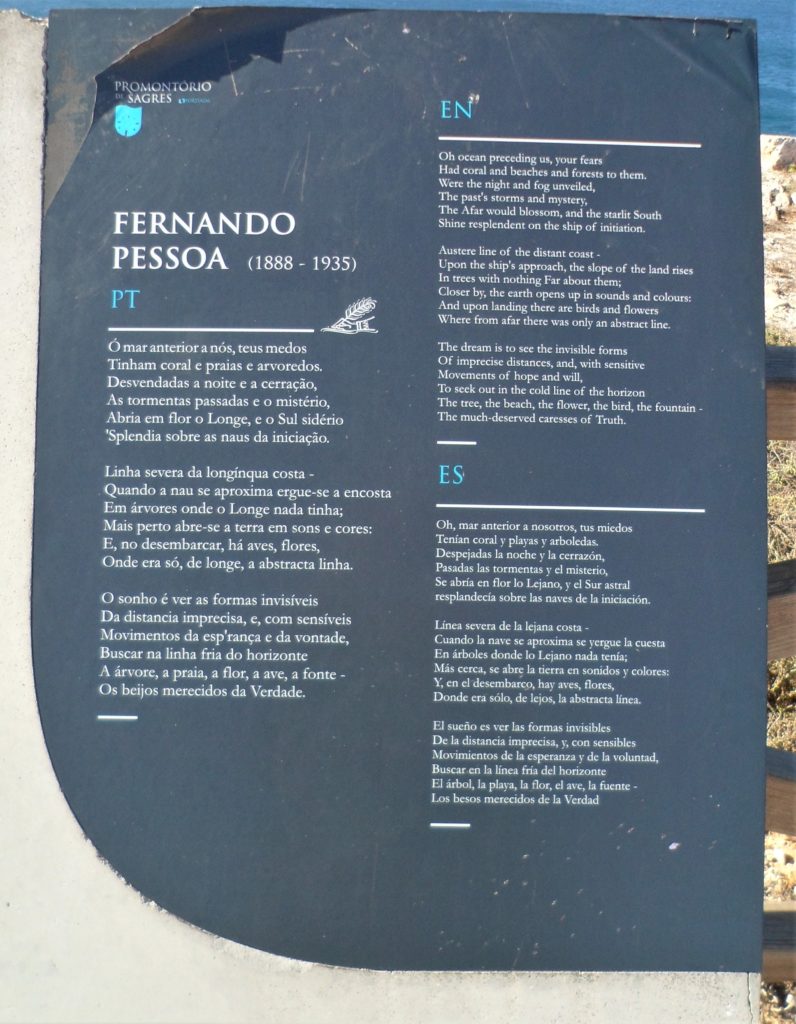 PROMONTÓRIO
DE SAGRES
FERNANDO
PESSOA (1888 - 1935)
PT
Ó mar anterior a nós, teus medos
Tinham coral e praias e arvoredos.
Desvendadas a noite e a cerração,
As tormentas passadas e o mistério,
Abria em flor o Longe, e o Sul sidério
'Splendia sobre as naus da iniciação.
Linha severa da longínqua costa -
Quando a nau se aproxima ergue-se a encosta
Em árvores onde o Longe nada tinha;
Mais perto abre-se a terra em sons e cores:
E, no desembarcar, há aves, flores,
Onde era só, de longe, a abstracta linha.
O sonho é ver as formas invisíveis
Da distancia imprecisa, e, com sensíveis
Movimentos da esp'rança e da vontade,
Buscar na linha fria do horizonte
A árvore, a praia, a flor, a ave, a fonte -
Os beijos merecidos da Verdade.
EN
Oh ocean preceding us, your fears
Had coral and beaches and forests to them.
Were the night and fog unveiled,
The past's storms and mystery,
The Afar would blossom, and the starlit South
Shine resplendent on the ship of initiation.
Austere line of the distant coast -
Upon the ship's approach, the slope of the land rises
In trees with nothing Far about them;
Closer by, the earth opens up in sounds and colours:
And upon landing there are birds and flowers
Where from afar there was only an abstract line.
The dream is to see the invisible forms
Of imprecise distances, and, with sensitive
Movements of hope and will,
To seek out in the cold line of the horizon
The tree, the beach, the flower, the bird, the fountain -
The much-deserved caresses of Truth.
ES
Oh, mar anterior a nosotros, tus miedos
Tenían coral y playas y arboledas.
Despejadas la noche y la cerrazón,
Pasadas las tormentas y el misterio,
Se abría en flor lo Lejano, y el Sur astral
resplandecía sobre las naves de la iniciación.
Línea severa de la lejana costa -
Cuando la nave se aproxima se yergue la cuesta
En árboles donde lo Lejano nada tenía;
Más cerca, se abre la tierra en sonidos y colores:
Y, en el desembarco, hay aves, flores,
Donde era sólo, de lejos, la abstracta línea.
El sueño es ver las formas invisibles
De la distancia imprecisa, y, con sensibles
Movimientos de la esperanza y de la voluntad,
Buscar en la línea fría del horizonte
El árbol, la playa, la flor, el ave, la fuente -
Los besos merecidos de la Verdad